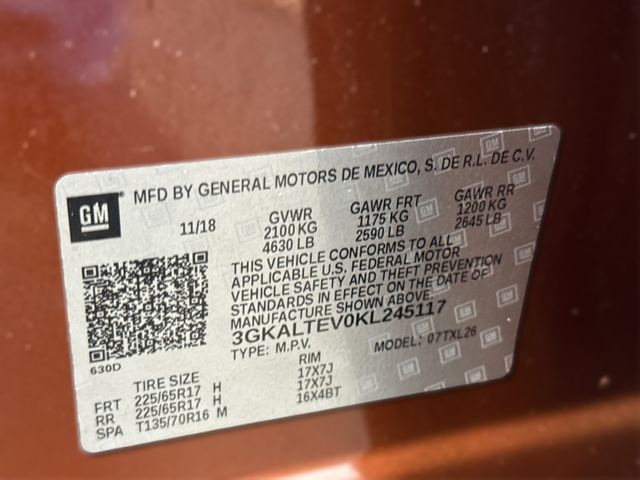 GM
MFD BY GENERAL MOTORS DE MEXICO, S. DE R.L. DE C.V.
11/18
GVWR GAWR FRT GAWR RR
2100 KG 1175 KG 1200 KG
4630 LB 2590 LB 2645 LB
THIS VEHICLE CONFORMS TO ALL
APPLICABLE U.S. FEDERAL MOTOR
VEHICLE SAFETY AND THEFT PREVENTION
STANDARDS IN EFFECT ON THE DATE OF
MANUFACTURE SHOWN ABOVE.
3GKALTEV0KL245117
TYPE: M.P.V. MODEL: 07TXL26
630D
TIRE SIZE RIM
FRT 225/65R17 H 17X7J
RR 225/65R17 H 17X7J
SPA T135/70R16 M 16X4BT